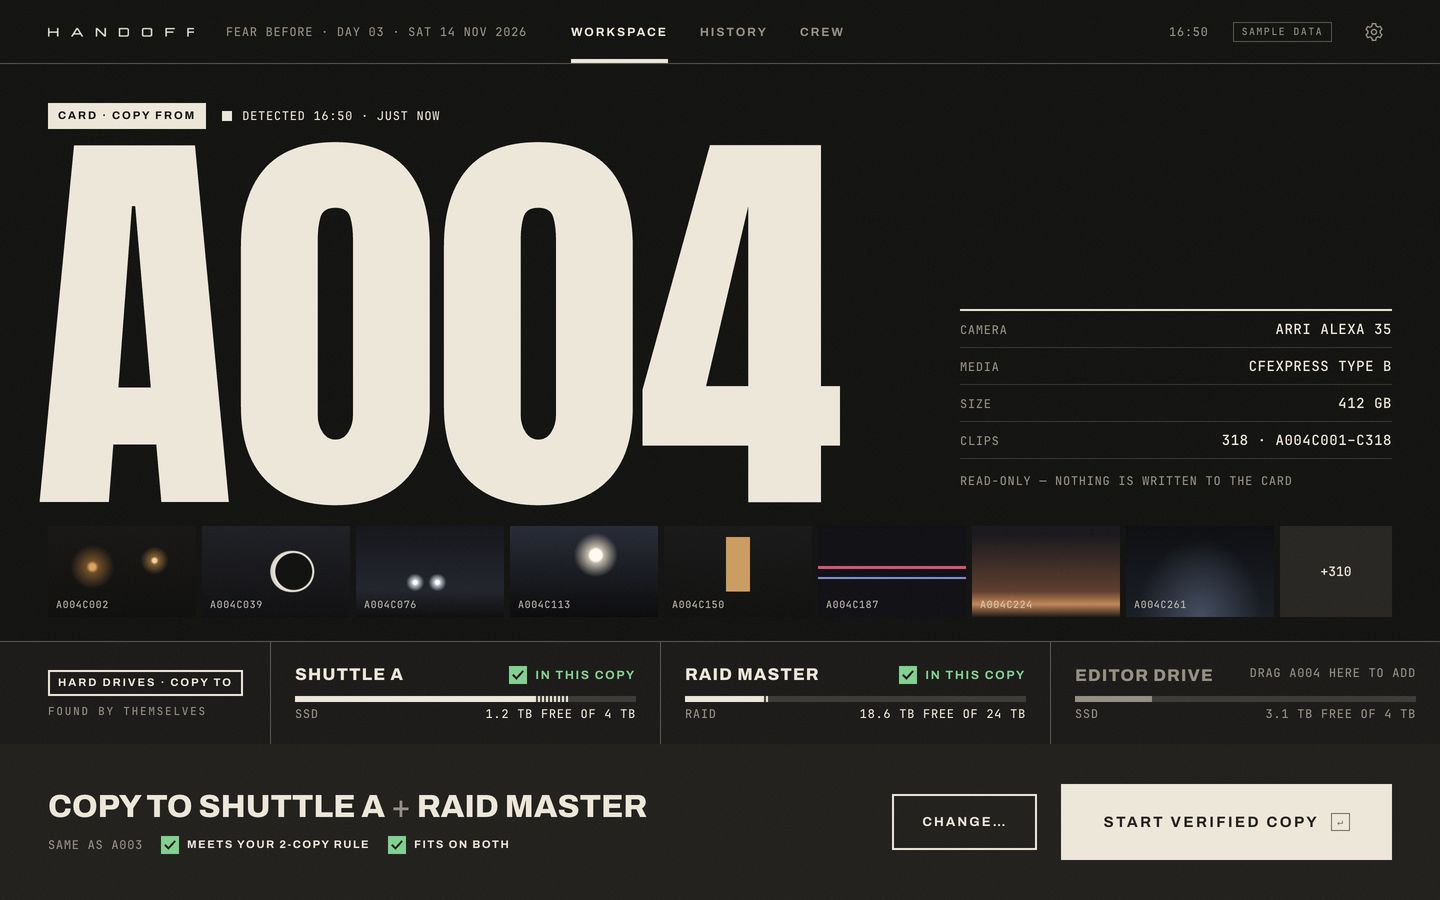 HANDOFF FEAR BEFORE · DAY 03 · SAT 14 NOV 2026 WORKSPACE HISTORY CREW 16:50 SAMPLE DATA
CARD · COPY FROM DETECTED 16:50 · JUST NOW
A004
CAMERA ARRI ALEXA 35
MEDIA CFEXPRESS TYPE B
SIZE 412 GB
CLIPS 318 · A004C001–C318
READ-ONLY — NOTHING IS WRITTEN TO THE CARD
A004C002 A004C039 A004C076 A004C113 A004C150 A004C187 A004C224 A004C261 +310
HARD DRIVES · COPY TO
FOUND BY THEMSELVES
SHUTTLE A IN THIS COPY
SSD 1.2 TB FREE OF 4 TB
RAID MASTER IN THIS COPY
RAID 18.6 TB FREE OF 24 TB
EDITOR DRIVE DRAG A004 HERE TO ADD
SSD 3.1 TB FREE OF 4 TB
COPY TO SHUTTLE A + RAID MASTER
SAME AS A003 MEETS YOUR 2-COPY RULE FITS ON BOTH
CHANGE…
START VERIFIED COPY ↵